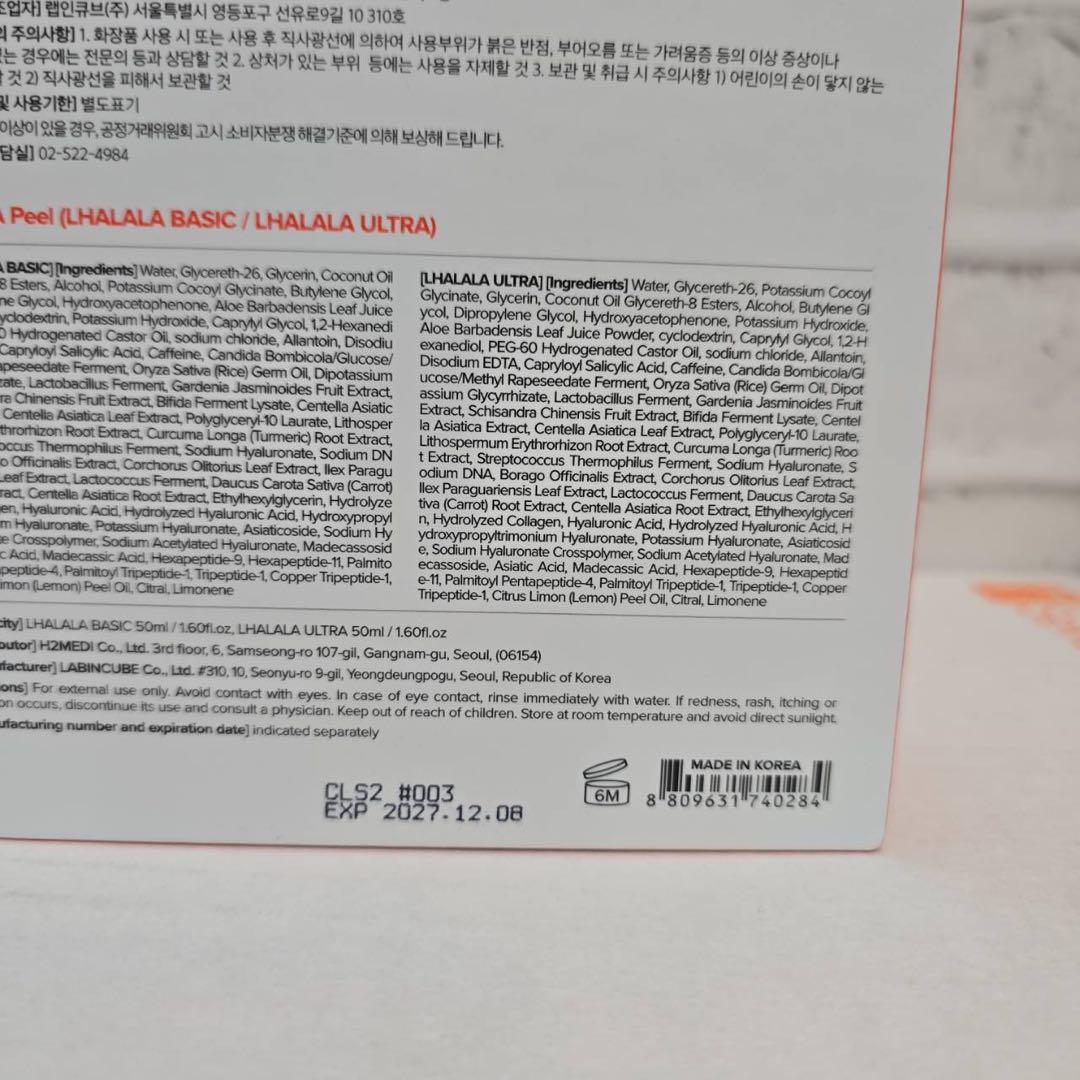 조업자] 랩인큐브(주) 서울특별시 영등포구 선유로9길 10 310호
의 주의사항] 1. 화장품 사용 시 또는 사용 후 직사광선에 의하여 사용부위가 붉은 반점, 부어오름 또는 가려움증 등의 이상 증상이나
있는 경우에는 전문의 등과 상담할 것 2. 상처가 있는 부위 등에는 사용을 자제할 것 3. 보관 및 취급 시 주의사항 1) 어린이의 손이 닿지 않는
할 것 2) 직사광선을 피해서 보관할 것
및 사용기한] 별도표기
이상이 있을 경우, 공정거래위원회 고시 소비자분쟁 해결기준에 의해 보상해 드립니다.
담실] 02-522-4984
A Peel (LHALALA BASIC / LHALALA ULTRA)
A BASIC] [Ingredients] Water, Glycereth-26, Glycerin, Coconut Oil
-8 Esters, Alcohol, Potassium Cocoyl Glycinate, Butylene Glycol,
ne Glycol, Hydroxyacetophenone, Aloe Barbadensis Leaf Juice
yclodextrin, Potassium Hydroxide, Caprylyl Glycol, 1,2-Hexanedi
0 Hydrogenated Castor Oil, sodium chloride, Allantoin, Disodiu
Capryloyl Salicylic Acid, Caffeine, Candida Bombicola/Glucose/
apeseedate Ferment, Oryza Sativa (Rice) Germ Oil, Dipotassium
zate, Lactobacillus Ferment, Gardenia Jasminoides Fruit Extract,
ra Chinensis Fruit Extract, Bifida Ferment Lysate, Centella Asiatic
Centella Asiatica Leaf Extract, Polyglyceryl-10 Laurate, Lithosper
ythrorhizon Root Extract, Curcuma Longa (Turmeric) Root Extract,
occus Thermophilus Ferment, Sodium Hyaluronate, Sodium DN
o Officinalis Extract, Corchorus Olitorius Leaf Extract, Ilex Paragu
Leaf Extract, Lactococcus Ferment, Daucus Carota Sativa (Carrot)
ract, Centella Asiatica Root Extract, Ethylhexylglycerin, Hydrolyze
en, Hyaluronic Acid, Hydrolyzed Hyaluronic Acid, Hydroxypropyl
m Hyaluronate, Potassium Hyaluronate, Asiaticoside, Sodium Hy
e Crosspolymer, Sodium Acetylated Hyaluronate, Madecassosid
c Acid, Madecassic Acid, Hexapeptide-9, Hexapeptide-11, Palmito
apeptide-4, Palmitoyl Tripeptide-1, Tripeptide-1, Copper Tripeptide-1,
imon (Lemon) Peel Oil, Citral, Limonene
[LHALALA ULTRA] [Ingredients] Water, Glycereth-26, Potassium Cocoyl
Glycinate, Glycerin, Coconut Oil Glycereth-8 Esters, Alcohol, Butylene Gl
ycol, Dipropylene Glycol, Hydroxyacetophenone, Potassium Hydroxide,
Aloe Barbadensis Leaf Juice Powder, cyclodextrin, Caprylyl Glycol, 1,2-H
exanediol, PEG-60 Hydrogenated Castor Oil, sodium chloride, Allantoin,
Disodium EDTA, Capryloyl Salicylic Acid, Caffeine, Candida Bombicola/Gl
ucose/Methyl Rapeseedate Ferment, Oryza Sativa (Rice) Germ Oil, Dipot
assium Glycyrrhizate, Lactobacillus Ferment, Gardenia Jasminoides Fruit
Extract, Schisandra Chinensis Fruit Extract, Bifida Ferment Lysate, Centel
la Asiatica Extract, Centella Asiatica Leaf Extract, Polyglyceryl-10 Laurate,
Lithospermum Erythrorhizon Root Extract, Curcuma Longa (Turmeric) Roo
t Extract, Streptococcus Thermophilus Ferment, Sodium Hyaluronate, S
odium DNA, Borago Officinalis Extract, Corchorus Olitorius Leaf Extract,
Ilex Paraguariensis Leaf Extract, Lactococcus Ferment, Daucus Carota Sa
tiva (Carrot) Root Extract, Centella Asiatica Root Extract, Ethylhexylglyceri
n, Hydrolyzed Collagen, Hyaluronic Acid, Hydrolyzed Hyaluronic Acid, H
ydroxypropyltrimonium Hyaluronate, Potassium Hyaluronate, Asiaticosid
e, Sodium Hyaluronate Crosspolymer, Sodium Acetylated Hyaluronate, Mad
ecassoside, Asiatic Acid, Madecassic Acid, Hexapeptide-9, Hexapeptid
e-11, Palmitoyl Pentapeptide-4, Palmitoyl Tripeptide-1, Tripeptide-1, Copper
Tripeptide-1, Citrus Limon (Lemon) Peel Oil, Citral, Limonene
city] LHALALA BASIC 50ml / 1.60fl.oz, LHALALA ULTRA 50ml / 1.60fl.oz
butor] H2MEDI Co., Ltd. 3rd floor, 6, Samseong-ro 107-gil, Gangnam-gu, Seoul, (06154)
ufacturer] LABINCUBE Co., Ltd. #310, 10, Seonyu-ro 9-gil, Yeongdeungpogu, Seoul, Republic of Korea
ions] For external use only. Avoid contact with eyes. In case of eye contact, rinse immediately with water. If redness, rash, itching or
on occurs, discontinue its use and consult a physician. Keep out of reach of children. Store at room temperature and avoid direct sunlight.
ufacturing number and expiration date] indicated separately
CLS2 #003
EXP 2027.12.08
6M
MADE IN KOREA
8 809631 740284